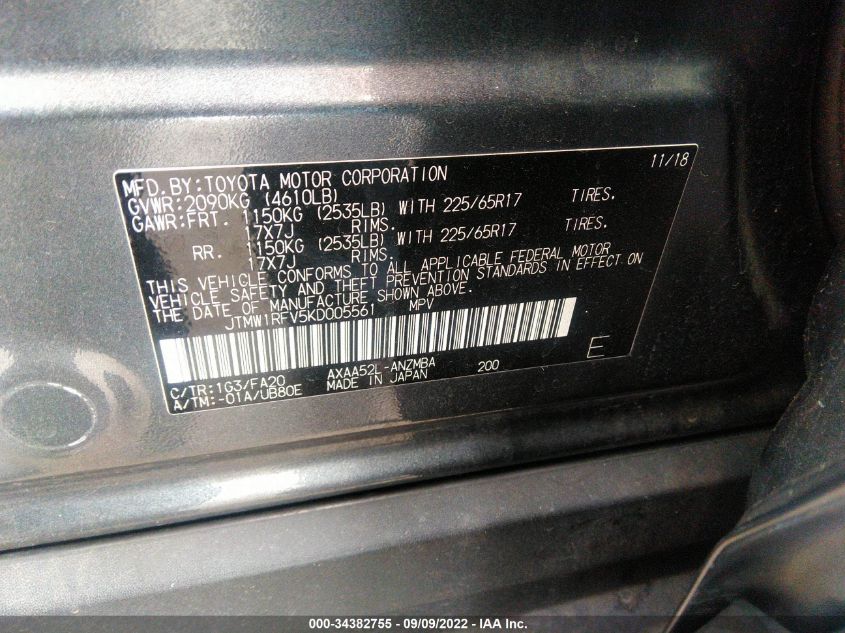 11/18
MFD.BY:TOYOTA MOTOR CORPORATION
GVWR:2090KG (4610LB)
GAWR:FRT. 1150KG (2535LB) WITH 225/65R17 TIRES.
17X7J RIMS.
RR. 1150KG (2535LB) WITH 225/65R17 TIRES.
17X7J RIMS.
THIS VEHICLE CONFORMS TO ALL APPLICABLE FEDERAL MOTOR
VEHICLE SAFETY AND THEFT PREVENTION STANDARDS IN EFFECT ON
THE DATE OF MANUFACTURE SHOWN ABOVE.
JTMW1RFV5KD005561 MPV
E
C/TR:1G3/FA20 AXAA52L-ANZMBA 200
A/TM:-01A/UB80E MADE IN JAPAN
000-34382755 - 09/09/2022 - IAA Inc.